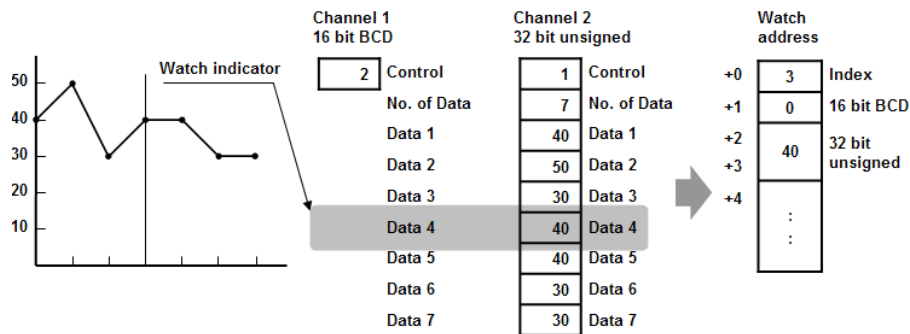 Channel 1
16 bit BCD
Channel 2
32 bit unsigned
Watch
address
50
40
30
20
10
Watch indicator
2 Control
No. of Data
Data 1
Data 2
Data 3
Data 4
Data 5
Data 6
Data 7
1 Control
7 No. of Data
40 Data 1
50 Data 2
30 Data 3
40 Data 4
40 Data 5
30 Data 6
30 Data 7
+0 3 Index
+1 0 16 bit BCD
+2
+3
40
32 bit
unsigned
+4
:
: